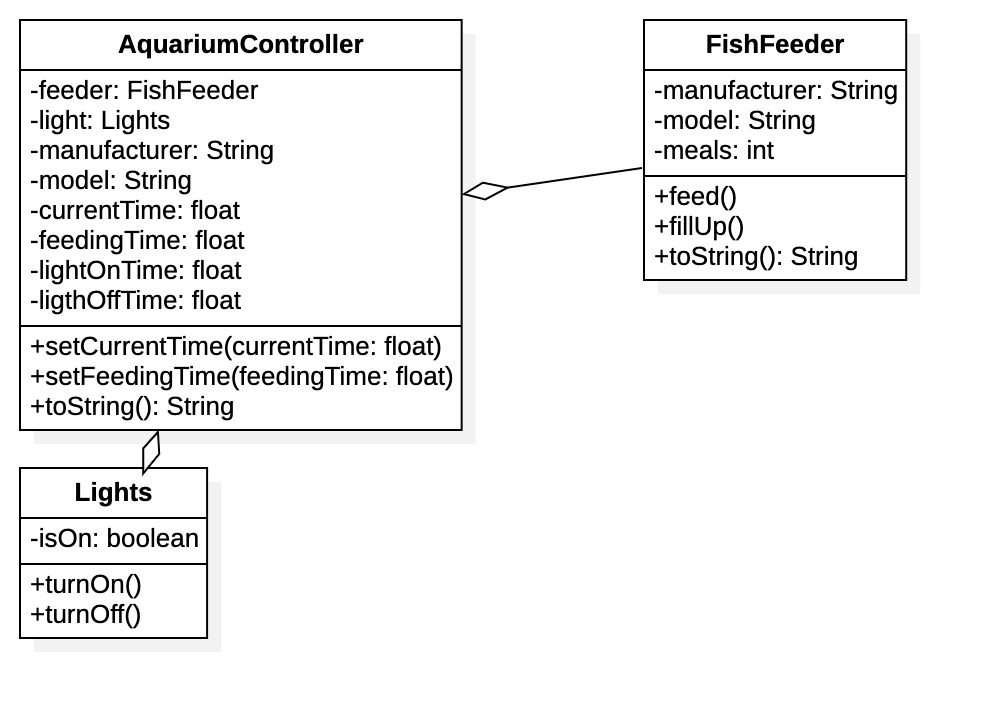 AquariumController
-feeder: FishFeeder
-light: Lights
-manufacturer: String
-model: String
-currentTime: float
-feedingTime: float
-lightOnTime: float
-ligthOffTime: float
+setCurrentTime(currentTime: float)
+setFeedingTime(feedingTime: float)
+toString(): String
FishFeeder
-manufacturer: String
-model: String
-meals: int
+feed()
+fillUp()
+toString(): String
Lights
-isOn: boolean
+turnOn()
+turnOff()